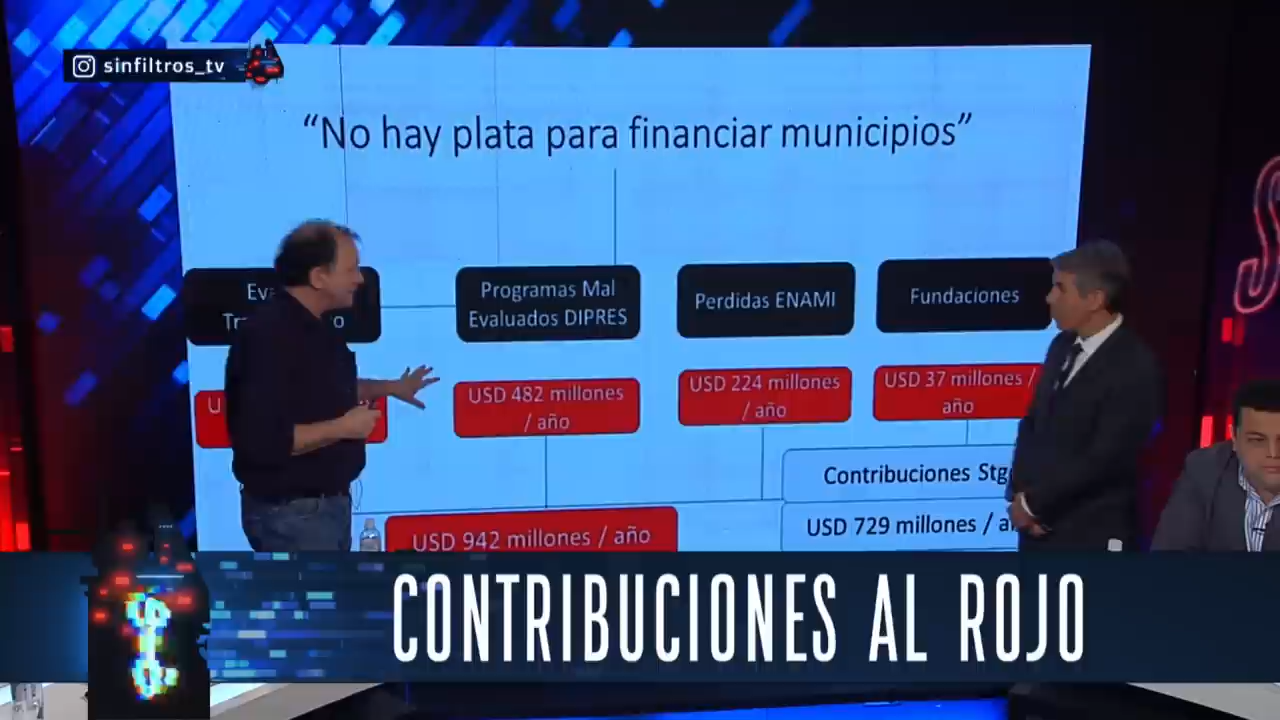 sinfiltros_tv
“No hay plata para financiar municipios”
Programas Mal
Evaluados DIPRES
Perdidas ENAMI
Fundaciones
USD 482 millones
/ año
USD 224 millones
/ año
USD 37 millones /
año
Contribuciones
USD 729 millones /
USD 942 millones / año
CONTRIBUCIONES AL ROJO